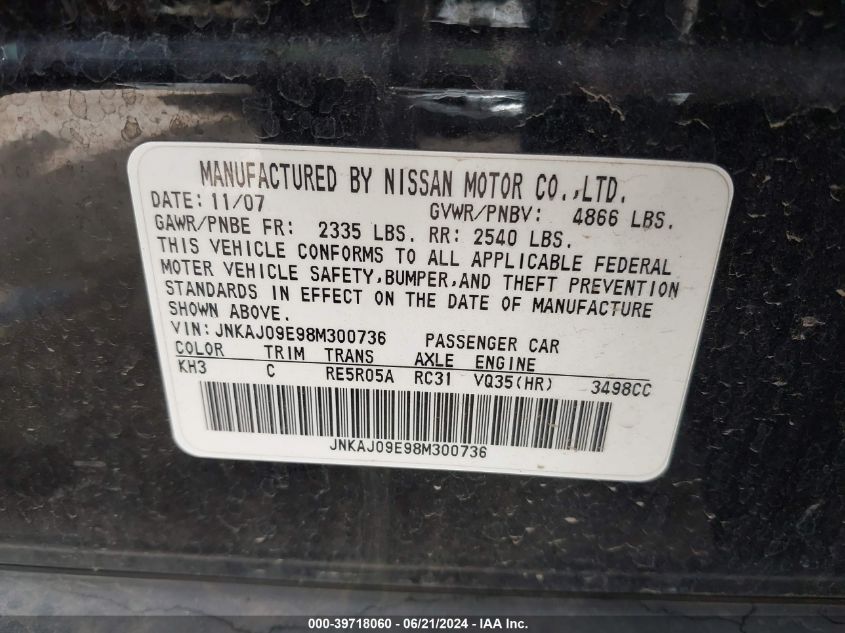 MANUFACTURED BY NISSAN MOTOR CO.,LTD.
DATE: 11/07 GVWR/PNBV: 4866 LBS.
GAWR/PNBE FR: 2335 LBS. RR: 2540 LBS.
THIS VEHICLE CONFORMS TO ALL APPLICABLE FEDERAL
MOTER VEHICLE SAFETY,BUMPER,AND THEFT PREVENTION
STANDARDS IN EFFECT ON THE DATE OF MANUFACTURE
SHOWN ABOVE.
VIN: JNKAJ09E98M300736 PASSENGER CAR
COLOR TRIM TRANS AXLE ENGINE
KH3 C RE5R05A RC31 VQ35(HR) 3498CC
JNKAJ09E98M300736
000-39718060 - 06/21/2024 - IAA Inc.